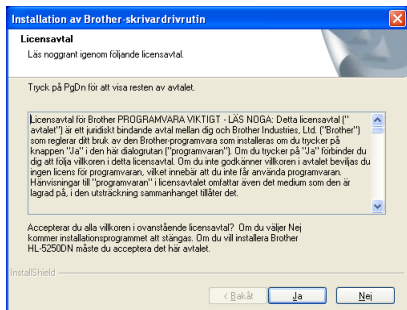 Installation av Brother-skrivardrivrutin
Licensavtal
Läs noggrant igenom följande licensavtal.
Tryck på PgDn för att visa resten av avtalet.
Licensavtal för Brother PROGRAMVARA VIKTIGT - LÄS NOGA: Detta licensavtal ("
avtalet") är ett juridiskt bindande avtal mellan dig och Brother Industries, Ltd. ("Brother")
som reglerar ditt bruk av den Brother-programvara som installeras om du trycker på
knappen "Ja" i den här dialogrutan ("programvaran"). Om du trycker på "Ja" förbinder du
dig att följa villkoren i detta licensavtal. Om du inte godkänner villkoren i avtalet beviljas du
ingen licens för programvaran, vilket innebär att du inte får använda programvaran.
Hänvisningar till "programvaran" i licensavtalet omfattar även det medium som den är
lagrad på, i den utsträckning sammanhanget tillåter det.
Accepterar du alla villkoren i ovanstående licensavtal? Om du väljer Nej
kommer installationsprogrammet att stängas. Om du vill installera Brother
HL-5250DN måste du acceptera det här avtalet.
InstallShield
< Bakåt
Ja
Nej